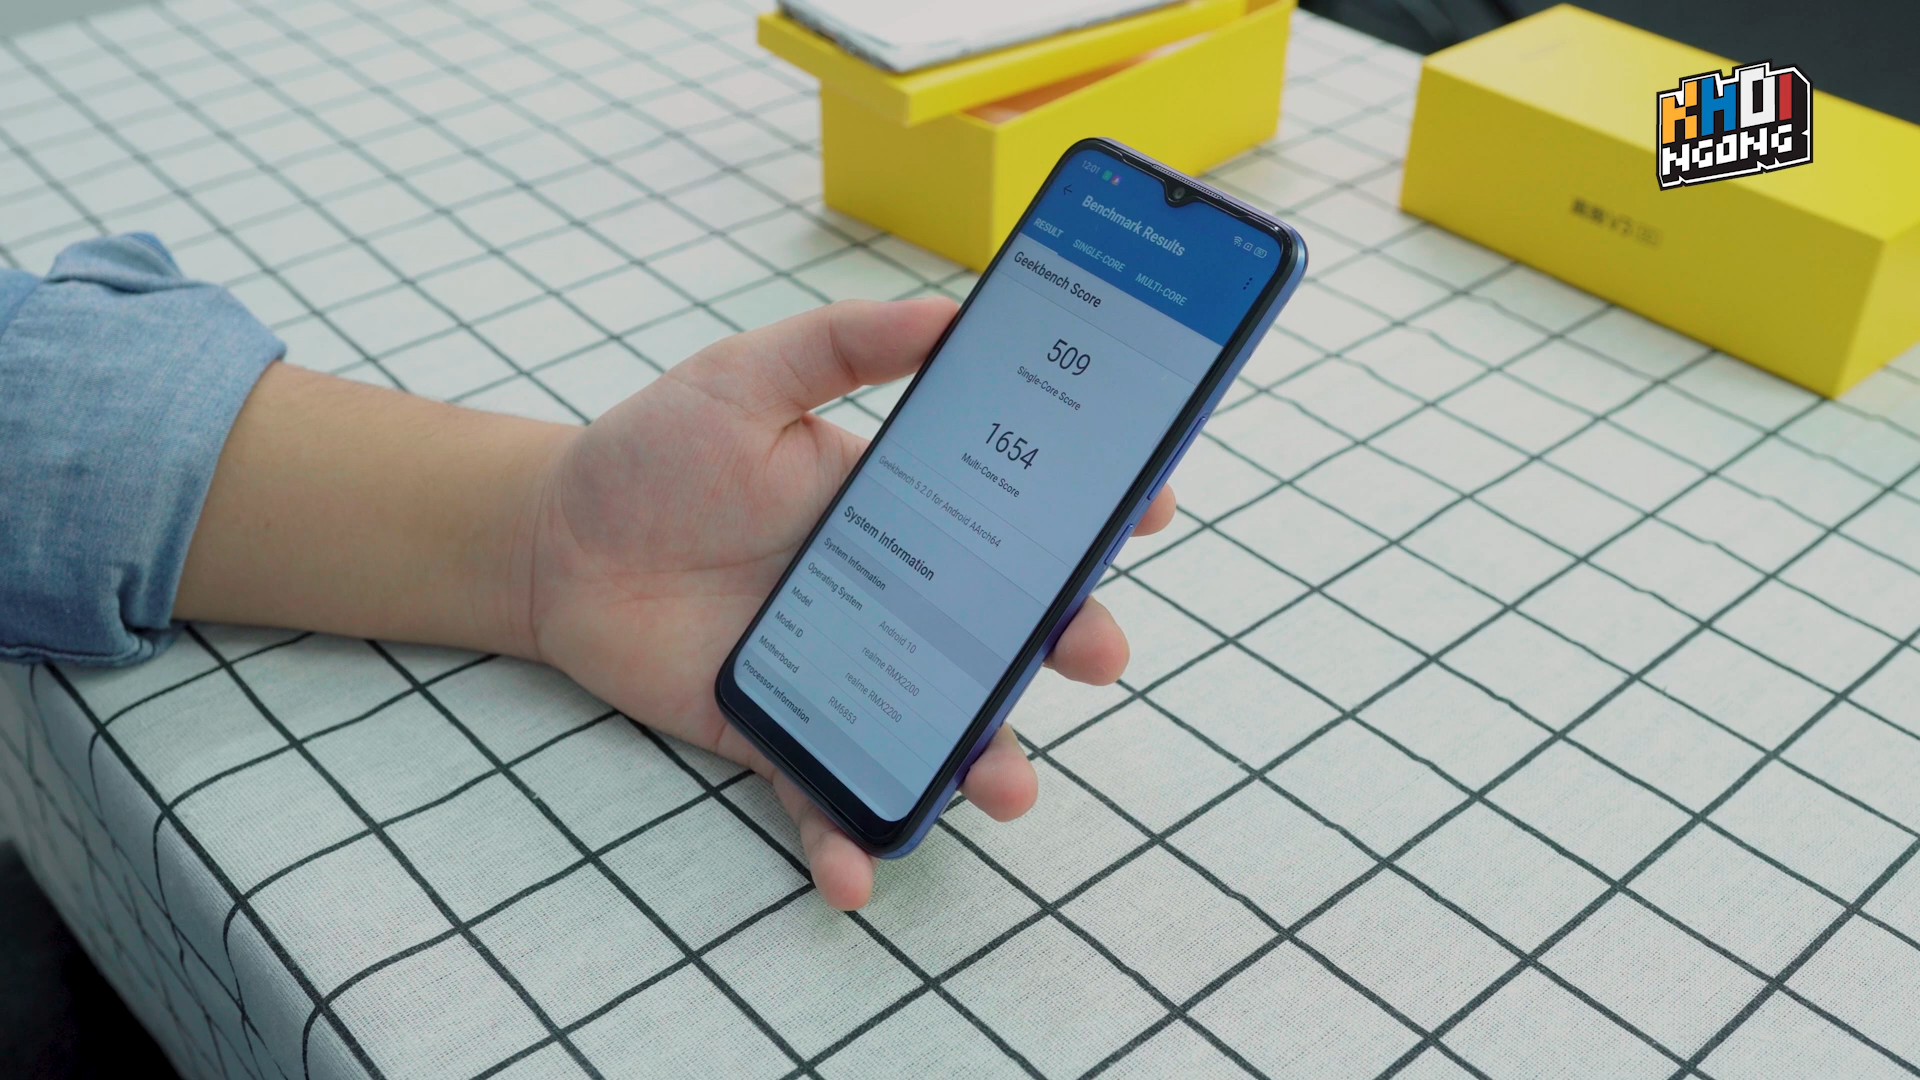 KHOI
NGONG
12:01
Benchmark Results
RESULT
SINGLE-CORE
MULTI-CORE
Geekbench Score
509
Single-Core Score
1654
Multi-Core Score
Geekbench 5.2.0 for Android AArch64
System Information
System Information
Operating System
Android 10
Model
realme RMX2200
Model ID
realme RMX2200
Motherboard
RM6853
Processor Information